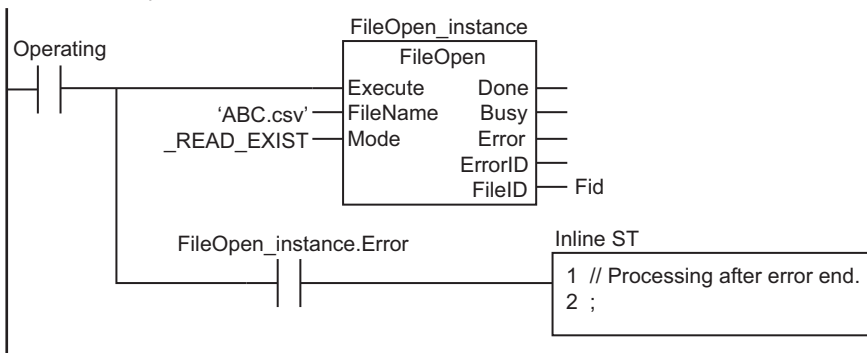 FileOpen_instance
Operating
FileOpen
Execute Done
‘ABC.csv’ FileName Busy
_READ_EXIST Mode Error
ErrorID
FileID Fid
FileOpen_instance.Error
Inline ST
1 // Processing after error end.
2 ;